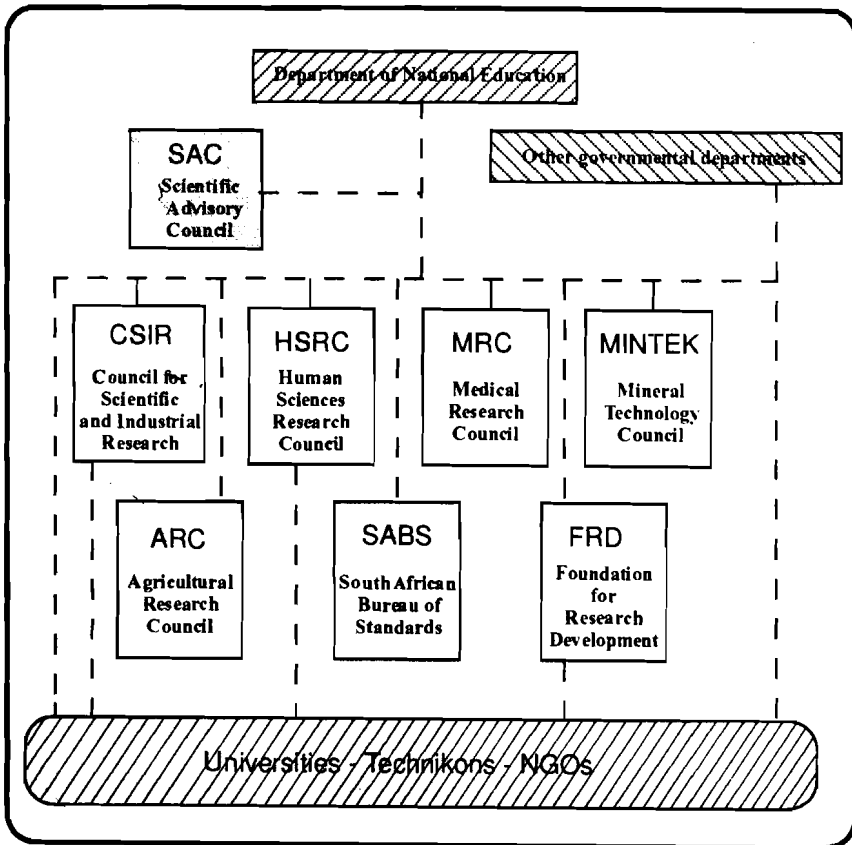 Department of National Education
SAC
Scientific
Advisory
Council
Other governmental departments
CSIR
Council for
Scientific
and Industrial
Research
HSRC
Human
Sciences
Research
Council
MRC
Medical
Research
Council
MINTEK
Mineral
Technology
Council
ARC
Agricultural
Research
Council
SABS
South African
Bureau of
Standards
FRD
Foundation
for
Research
Development
Universities - Technikons - NGOs